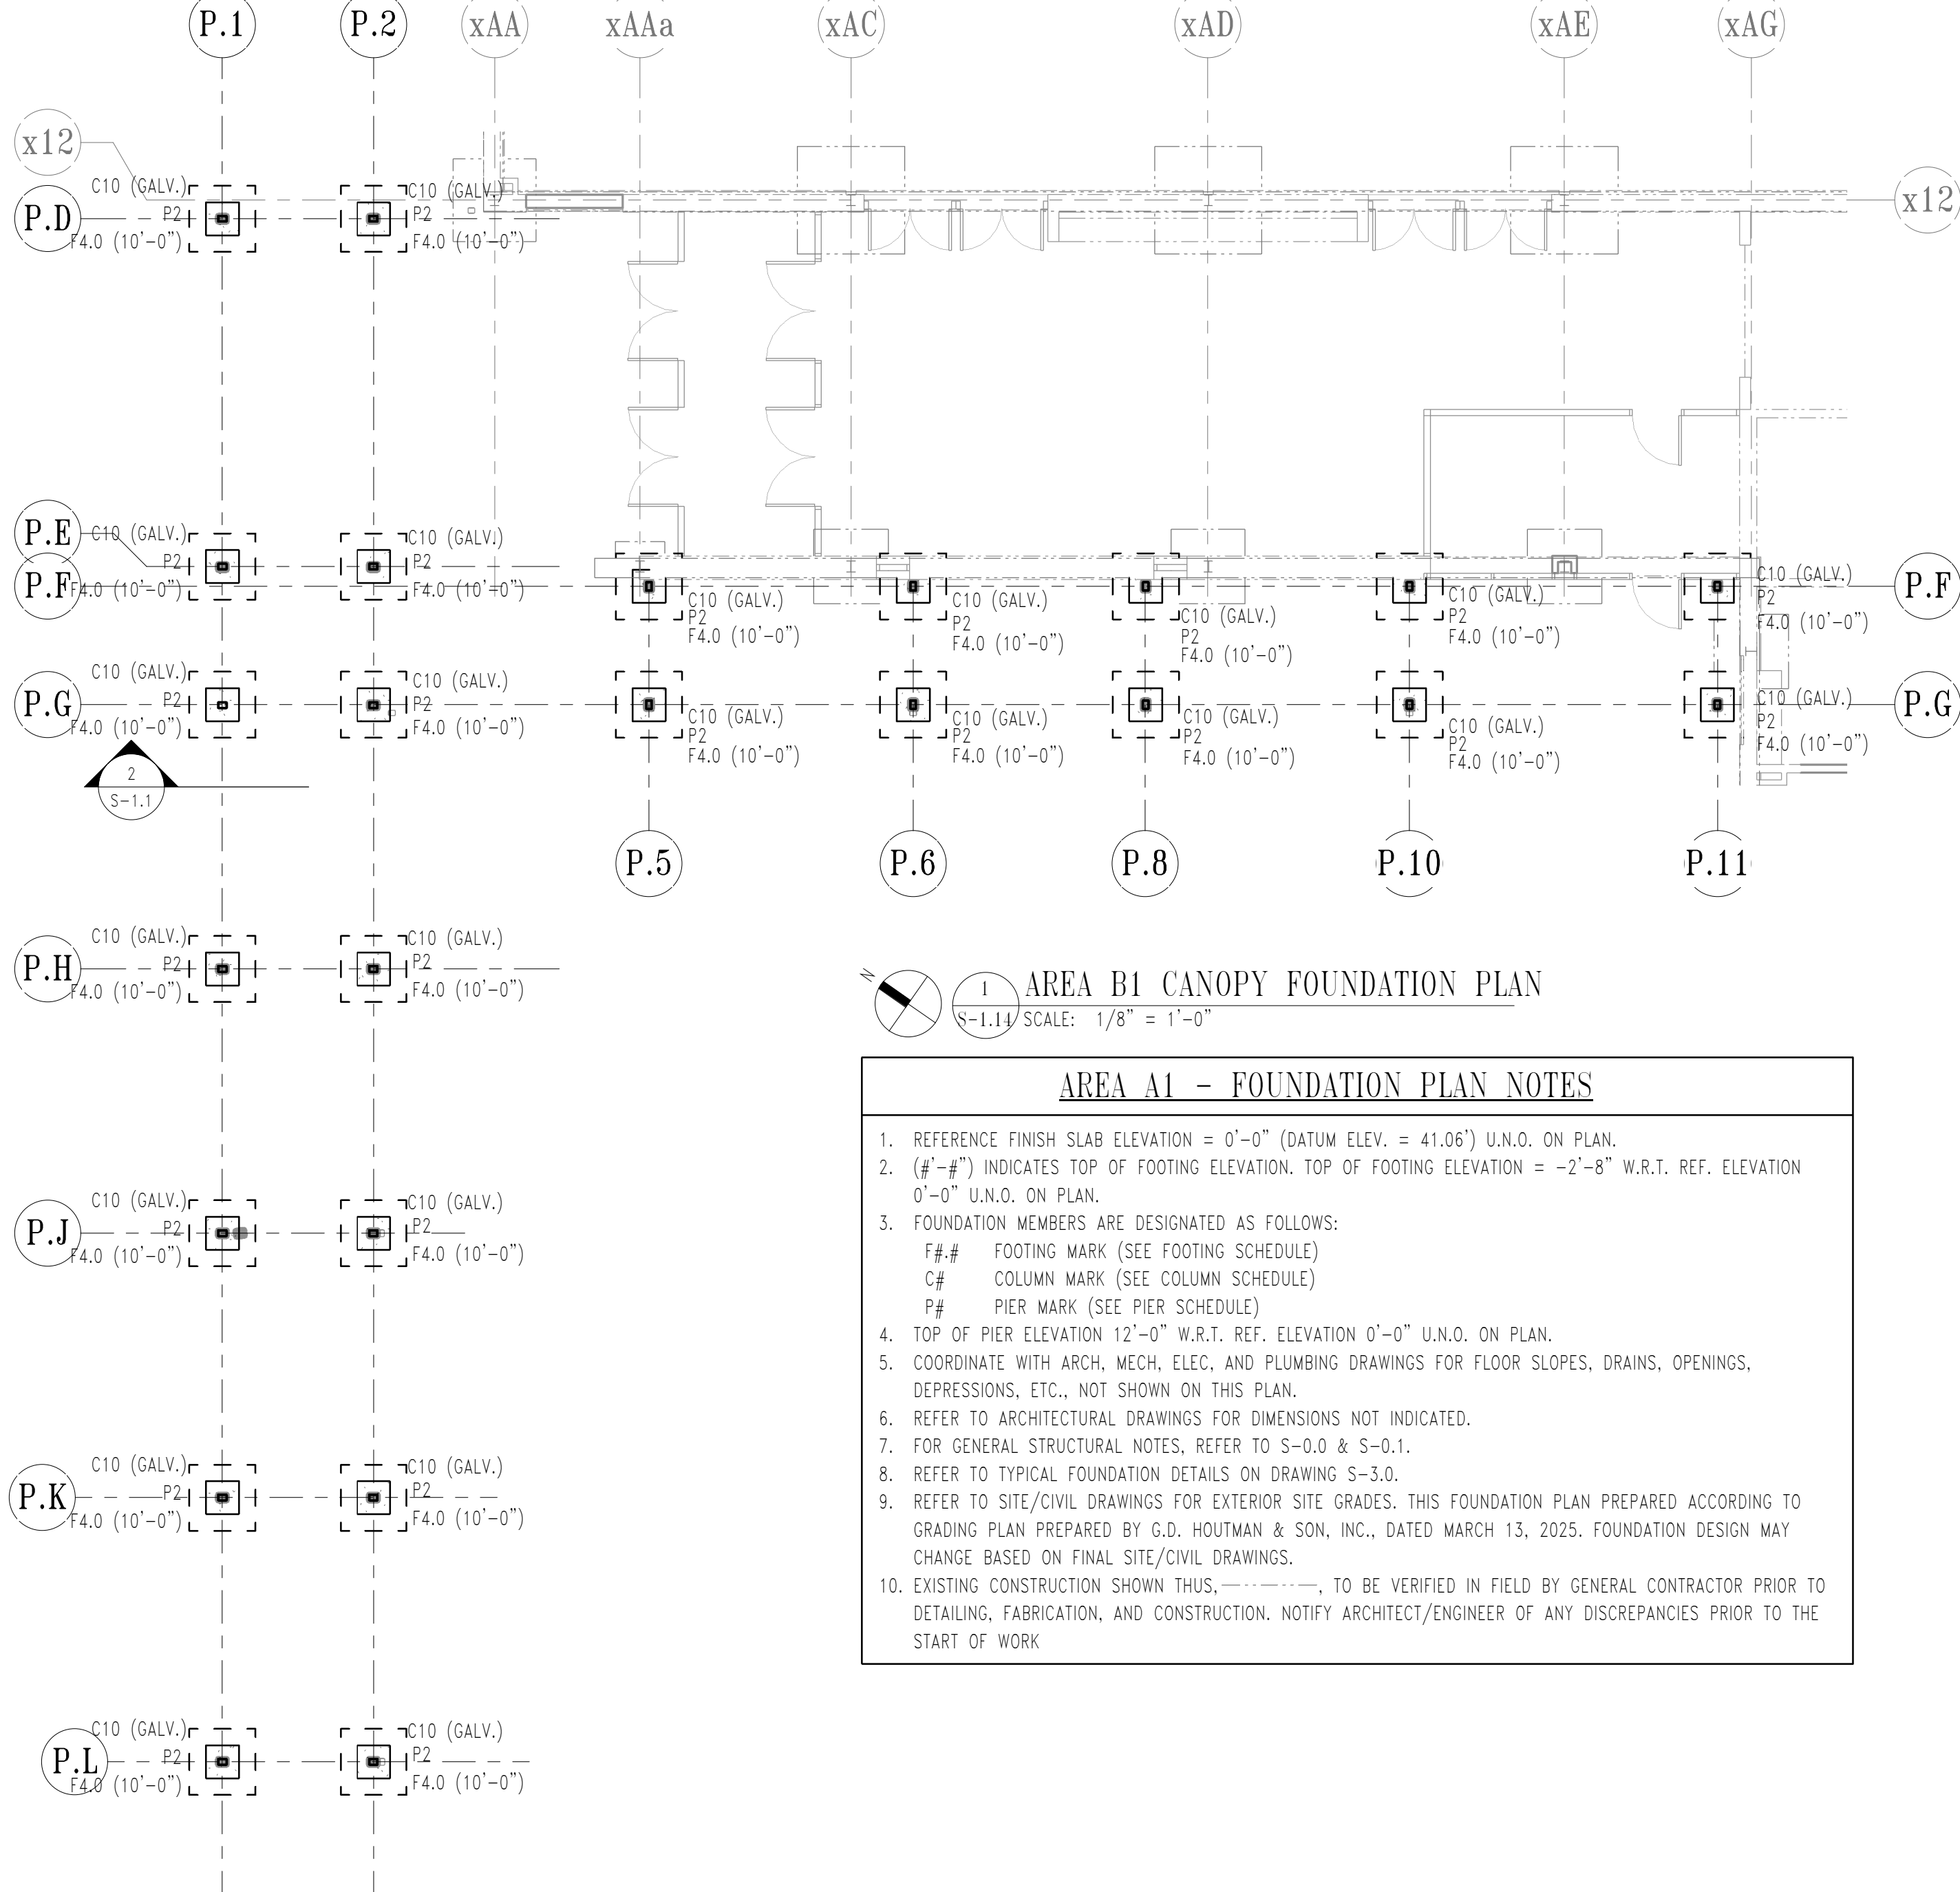 P.1 P.2 xAA xAAa xAC xAD xAE xAG
x12
C10 (GALV.) C10 (GALV.)
x12
P.D P2 P2
F4.0 (10'-0") F4.0 (10'-0")
P.E C10 (GALV.) C10 (GALV.)
P2 P2
P.F F4.0 (10'-0") F4.0 (10'-0")
C10 (GALV.) C10 (GALV.) C10 (GALV.) C10 (GALV.) C10 (GALV.) P.F
P2 P2 P2 P2 P2
F4.0 (10'-0") F4.0 (10'-0") F4.0 (10'-0") F4.0 (10'-0") F4.0 (10'-0")
C10 (GALV.) C10 (GALV.)
P.G P2 P2
F4.0 (10'-0") F4.0 (10'-0")
C10 (GALV.) C10 (GALV.) C10 (GALV.) C10 (GALV.) C10 (GALV.) P.G
P2 P2 P2 P2 P2
F4.0 (10'-0") F4.0 (10'-0") F4.0 (10'-0") F4.0 (10'-0") F4.0 (10'-0")
2
S-1.1
P.5 P.6 P.8 P.10 P.11
C10 (GALV.) C10 (GALV.)
P.H P2 P2
F4.0 (10'-0") F4.0 (10'-0")
N
1 AREA B1 CANOPY FOUNDATION PLAN
S-1.14 SCALE: 1/8" = 1'-0"
AREA A1 - FOUNDATION PLAN NOTES
1. REFERENCE FINISH SLAB ELEVATION = 0'-0" (DATUM ELEV. = 41.06') U.N.O. ON PLAN.
2. (#'-#") INDICATES TOP OF FOOTING ELEVATION. TOP OF FOOTING ELEVATION = -2'-8" W.R.T. REF. ELEVATION
0'-0" U.N.O. ON PLAN.
3. FOUNDATION MEMBERS ARE DESIGNATED AS FOLLOWS:
F#.# FOOTING MARK (SEE FOOTING SCHEDULE)
C# COLUMN MARK (SEE COLUMN SCHEDULE)
P# PIER MARK (SEE PIER SCHEDULE)
4. TOP OF PIER ELEVATION 12'-0" W.R.T. REF. ELEVATION 0'-0" U.N.O. ON PLAN.
5. COORDINATE WITH ARCH, MECH, ELEC, AND PLUMBING DRAWINGS FOR FLOOR SLOPES, DRAINS, OPENINGS,
DEPRESSIONS, ETC., NOT SHOWN ON THIS PLAN.
6. REFER TO ARCHITECTURAL DRAWINGS FOR DIMENSIONS NOT INDICATED.
7. FOR GENERAL STRUCTURAL NOTES, REFER TO S-0.0 & S-0.1.
8. REFER TO TYPICAL FOUNDATION DETAILS ON DRAWING S-3.0.
9. REFER TO SITE/CIVIL DRAWINGS FOR EXTERIOR SITE GRADES. THIS FOUNDATION PLAN PREPARED ACCORDING TO
GRADING PLAN PREPARED BY G.D. HOUTMAN & SON, INC., DATED MARCH 13, 2025. FOUNDATION DESIGN MAY
CHANGE BASED ON FINAL SITE/CIVIL DRAWINGS.
10. EXISTING CONSTRUCTION SHOWN THUS, , TO BE VERIFIED IN FIELD BY GENERAL CONTRACTOR PRIOR TO
DETAILING, FABRICATION, AND CONSTRUCTION. NOTIFY ARCHITECT/ENGINEER OF ANY DISCREPANCIES PRIOR TO THE
START OF WORK
C10 (GALV.) C10 (GALV.)
P.J P2 P2
F4.0 (10'-0") F4.0 (10'-0")
C10 (GALV.) C10 (GALV.)
P.K P2 P2
F4.0 (10'-0") F4.0 (10'-0")
C10 (GALV.) C10 (GALV.)
P.L P2 P2
F4.0 (10'-0") F4.0 (10'-0")